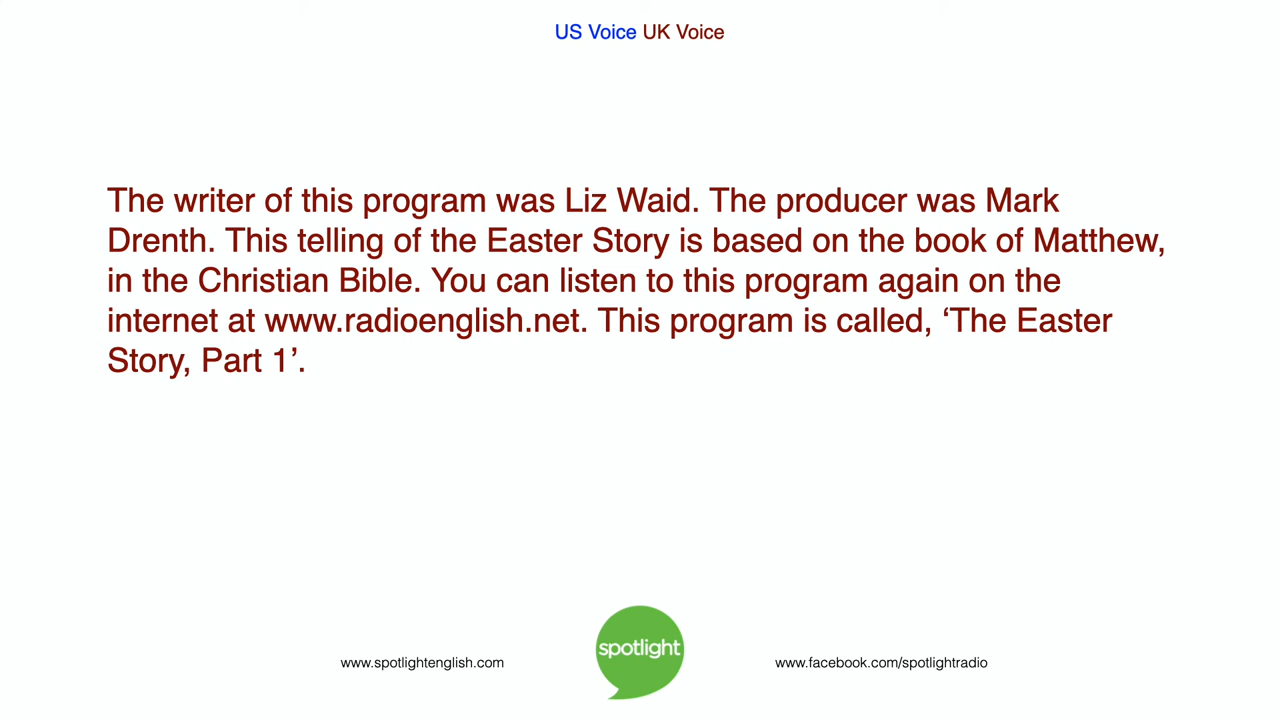 US Voice UK Voice
The writer of this program was Liz Waid. The producer was Mark
Drenth. This telling of the Easter Story is based on the book of Matthew,
in the Christian Bible. You can listen to this program again on the
internet at www.radioenglish.net. This program is called, ‘The Easter
Story, Part 1’.
spotlight
www.spotlightenglish.com
www.facebook.com/spotlightradio